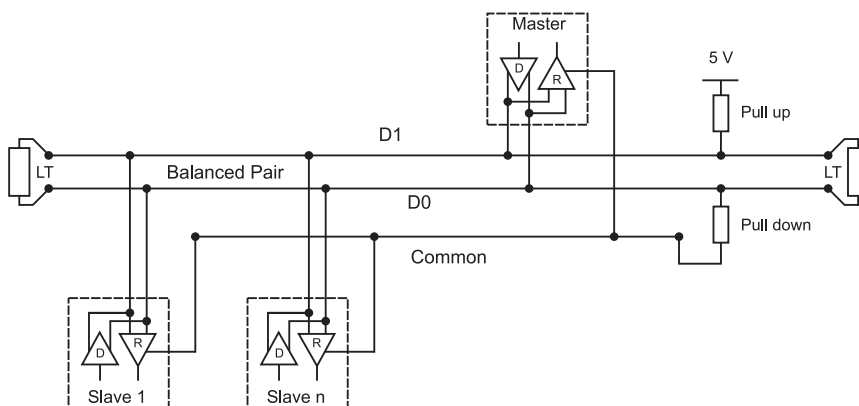 Master
D
R
5 V
Pull up
D1
LT
Balanced Pair
LT
D0
Pull down
Common
D
R
D
R
Slave 1
Slave n